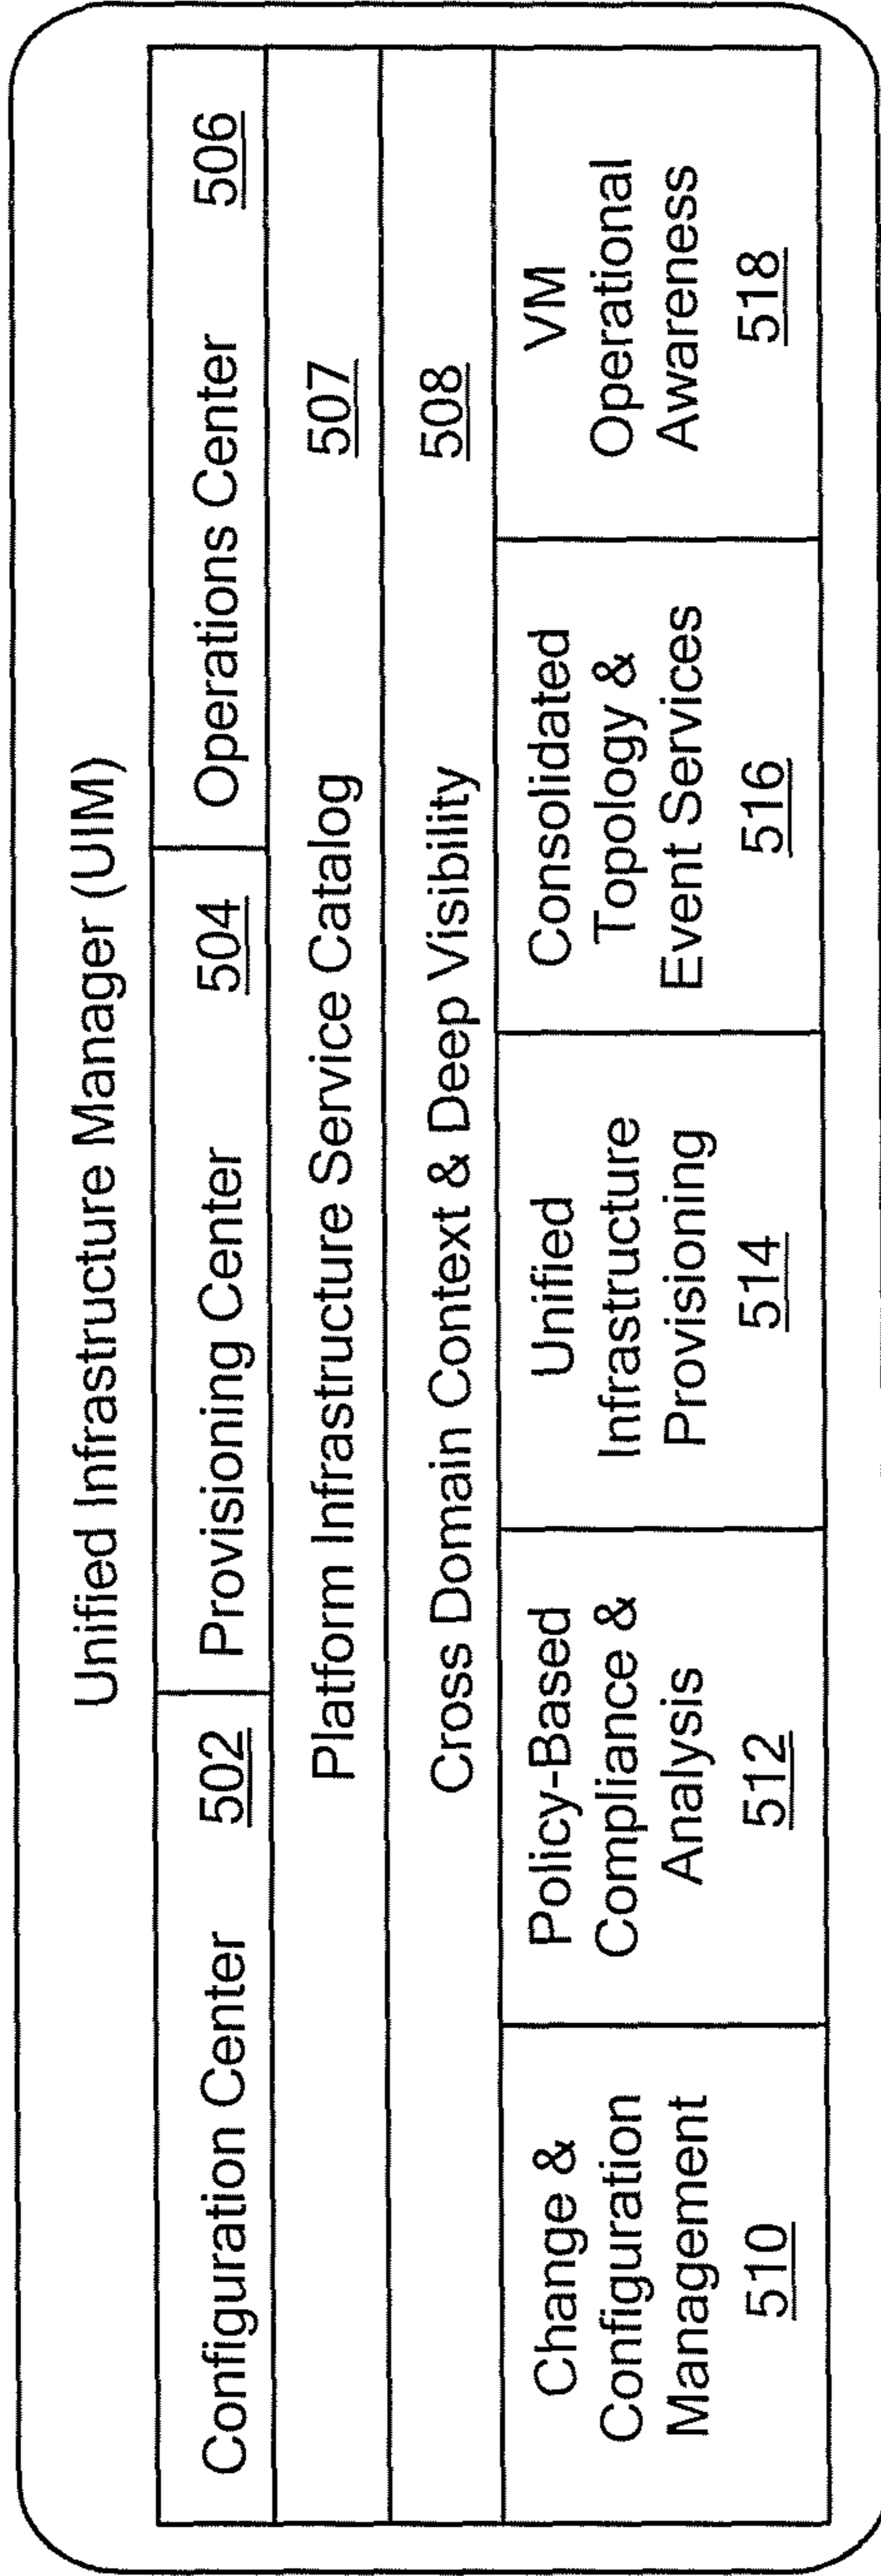 Unified Infrastructure Manager (UIM)
Configuration Center 502
Provisioning Center 504
Operations Center 506
Platform Infrastructure Service Catalog 507
Cross Domain Context & Deep Visibility 508
Change &
Configuration
Management
510
Policy-Based
Compliance &
Analysis
512
Unified
Infrastructure
Provisioning
514
Consolidated
Topology &
Event Services
516
VM
Operational
Awareness
518